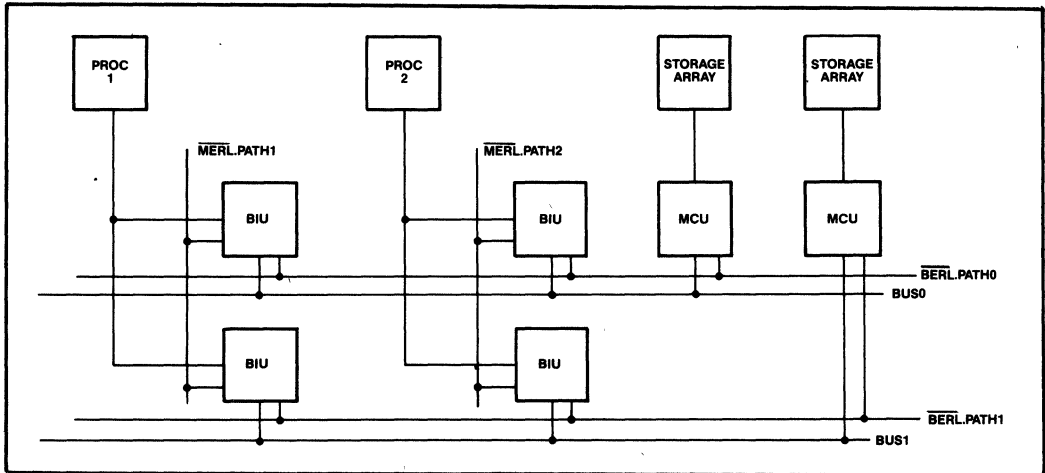 PROC
1
PROC
2
STORAGE
ARRAY
STORAGE
ARRAY
MERL.PATH1
MERL.PATH2
BIU
BIU
MCU
MCU
BERL.PATH0
BUS0
BIU
BIU
BERL.PATH1
BUS1